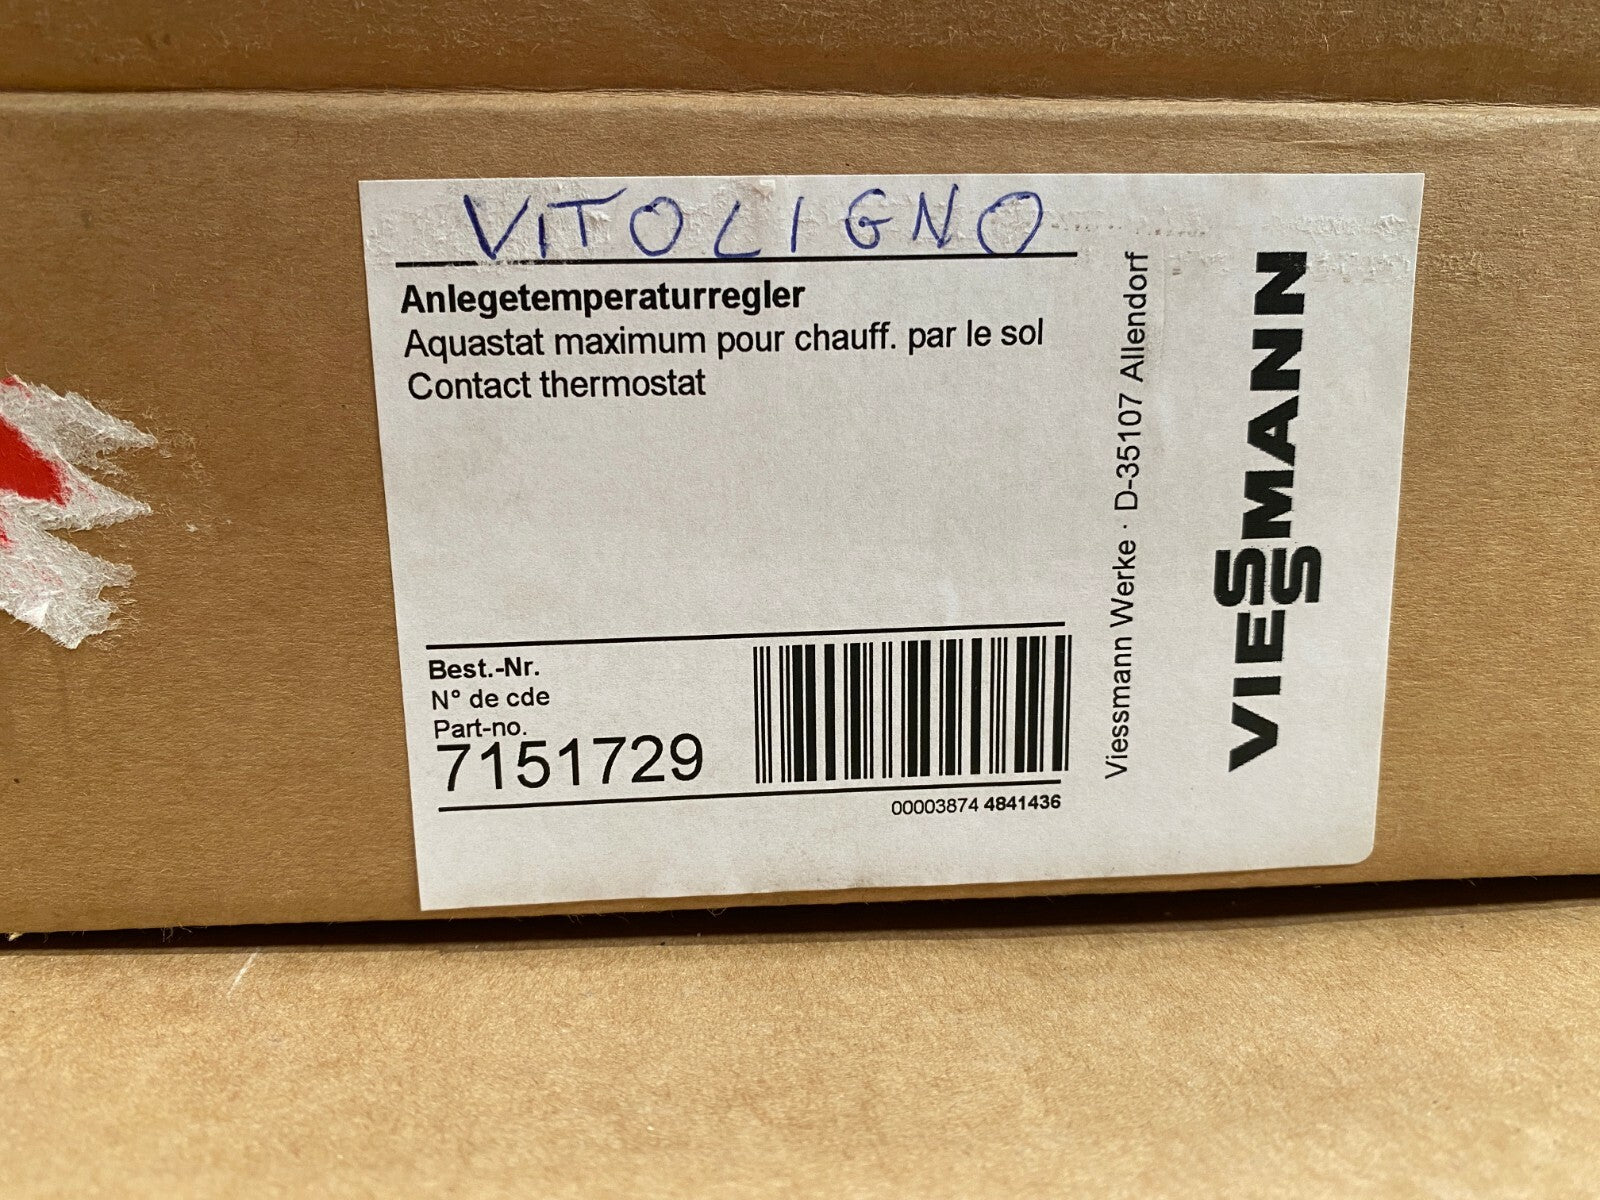 VITOLIGNO
Anlegetemperaturregler
Aquastat maximum pour chauff. par le sol
Contact thermostat
Best.-Nr.
N° de cde
Part-no.
7151729
00003874 4841436
Viessmann Werke · D-35107 Allendorf
VIESSMANN